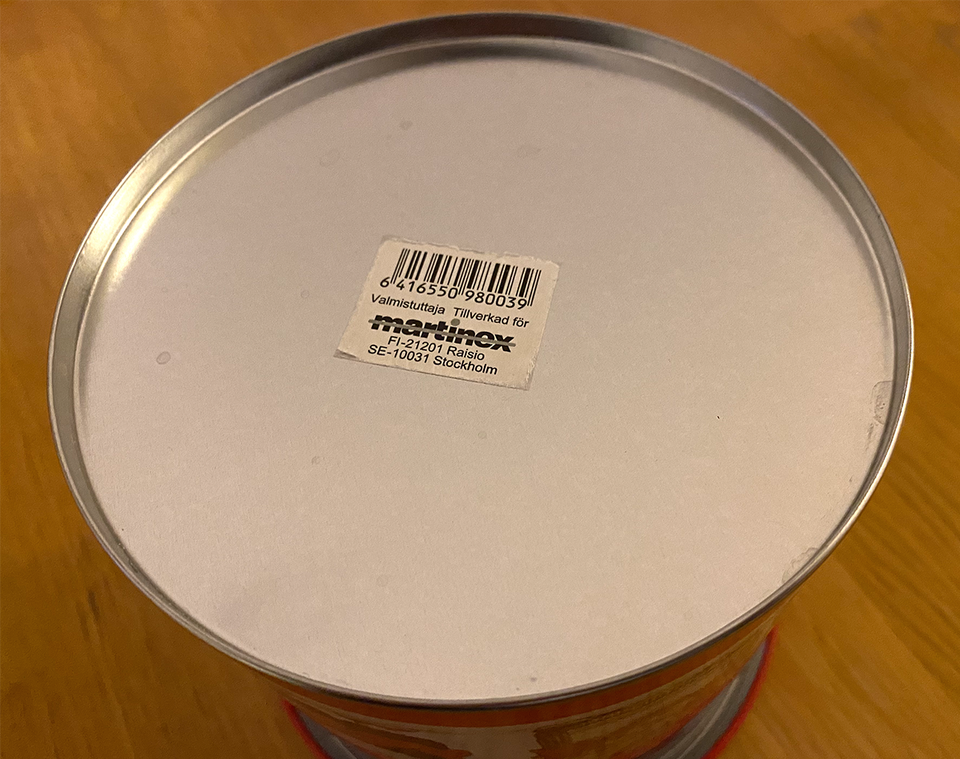 6 416550 980039
Valmistuttaja Tillverkad för
martinex
FI-21201 Raisio
SE-10031 Stockholm